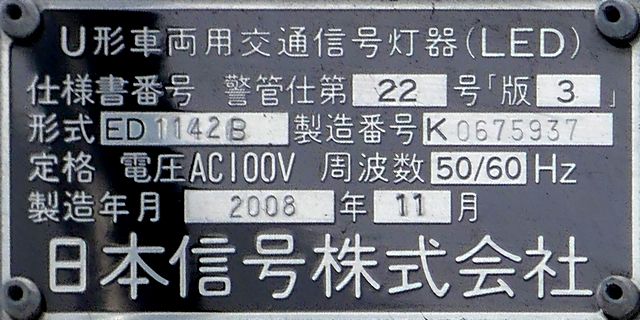 U形車両用交通信号灯器(LED)
仕様書番号 警管仕第 22 号「版 3 」
形式 ED 1142B 製造番号 K 0675937
定格 電圧AC100V 周波数 50/60 Hz
製造年月 2008 年 11 月
日本信号株式会社